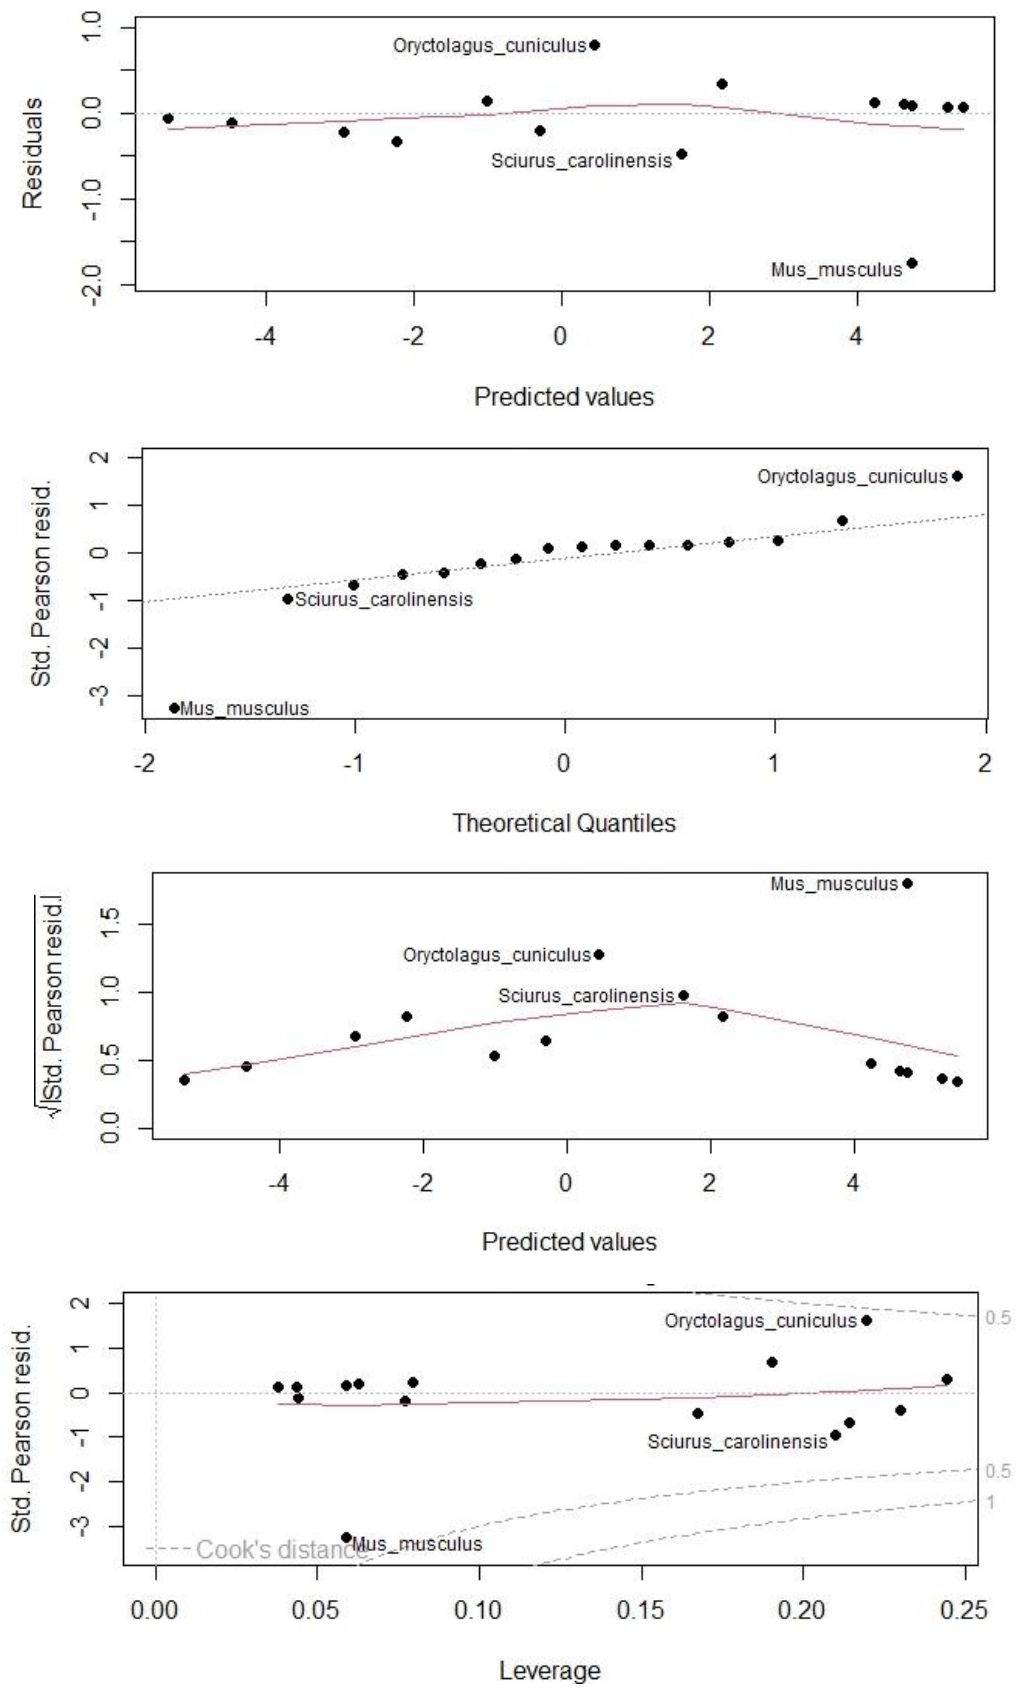 Residuals
1.0
0.0
-1.0
-2.0
Oryctolagus_cuniculus
Sciurus_carolinensis
Mus_musculus
-4
-2
0
2
4
Predicted values
Std. Pearson resid.
2
1
0
-1
-2
-3
Oryctolagus_cuniculus
Sciurus_carolinensis
Mus_musculus
-2
-1
0
1
2
Theoretical Quantiles
√|Std. Pearson resid.|
1.5
1.0
0.5
0.0
Mus_musculus
Oryctolagus_cuniculus
Sciurus_carolinensis
-4
-2
0
2
4
Predicted values
Std. Pearson resid.
2
1
0
-1
-2
-3
Oryctolagus_cuniculus
0.5
Sciurus_carolinensis
0.5
1
Mus_musculus
Cook's distance
0.00
0.05
0.10
0.15
0.20
0.25
Leverage